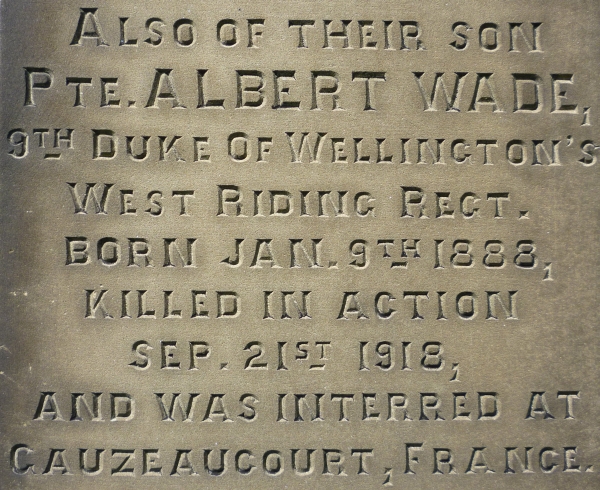 ALSO OF THEIR SON
PTE. ALBERT WADE,
9TH DUKE OF WELLINGTON'S
WEST RIDING REGT.
BORN JAN. 9TH 1888,
KILLED IN ACTION
SEP. 21ST 1918,
AND WAS INTERRED AT
GAUZEAUCOURT, FRANCE.